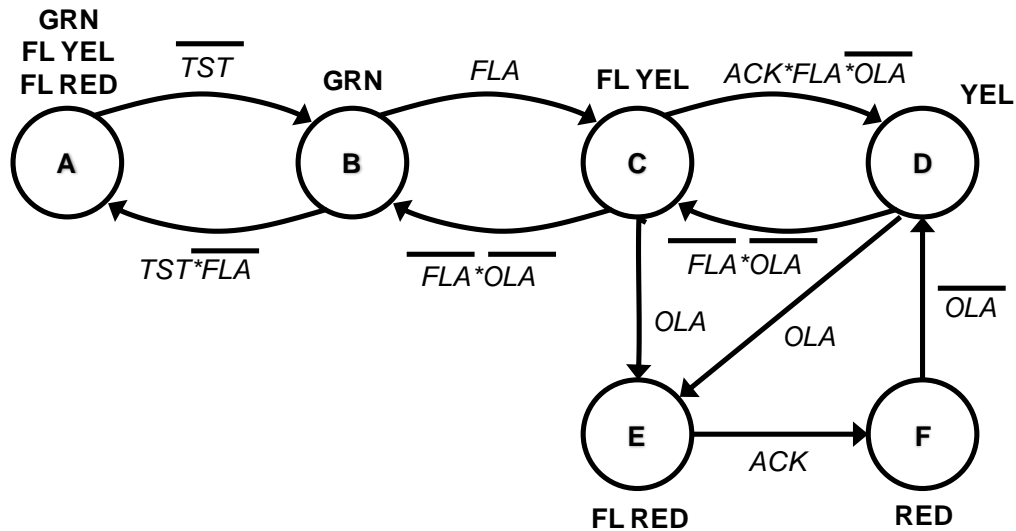 GRN
FL YEL
FL RED
TST
GRN
FLA
FL YEL
ACK*FLA*OLA
YEL
A
B
C
D
TST*FLA
FLA*OLA
FLA*OLA
OLA
OLA
OLA
E
F
ACK
FL RED
RED